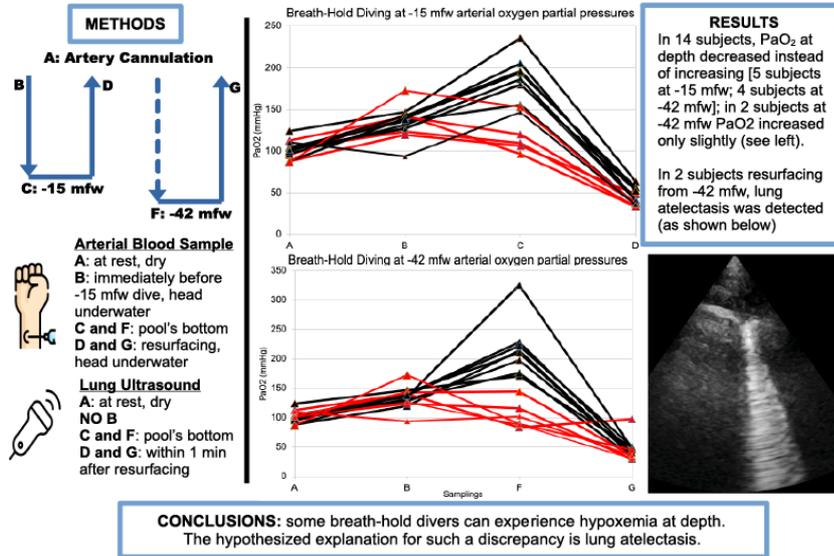 METHODS
A: Artery Cannulation
B
D
G
C: -15 mfw
F: -42 mfw
Arterial Blood Sample
A: at rest, dry
B: immediately before
-15 mfw dive, head
underwater
C and F: pool's bottom
D and G: resurfacing,
head underwater
Lung Ultrasound
A: at rest, dry
NO B
C and F: pool's bottom
D and G: within 1 min
after resurfacing
Breath-Hold Diving at -15 mfw arterial oxygen partial pressures
PaO2 (mmHg)
250
200
150
100
50
0
A
B
C
D
Breath-Hold Diving at -42 mfw arterial oxygen partial pressures
PaO2 (mmHg)
350
300
250
200
150
100
50
0
A
B
F
G
Samplings
RESULTS
In 14 subjects, PaO₂ at
depth decreased instead
of increasing [5 subjects
at -15 mfw; 4 subjects at
-42 mfw]; in 2 subjects at
-42 mfw PaO2 increased
only slightly (see left).
In 2 subjects resurfacing
from -42 mfw, lung
atelectasis was detected
(as shown below)
CONCLUSIONS: some breath-hold divers can experience hypoxemia at depth.
The hypothesized explanation for such a discrepancy is lung atelectasis.